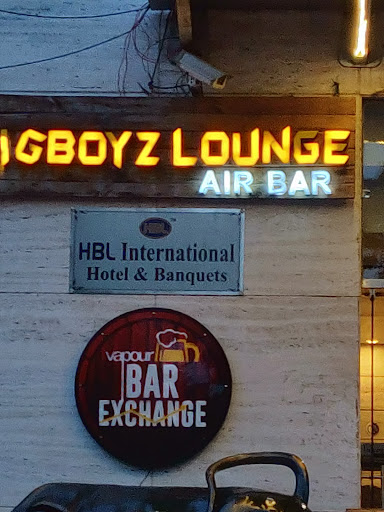 IGBOYZ LOUNGE
AIR BAR
HBL
HBL International
Hotel & Banquets
vapour
BAR
EXCHANGE